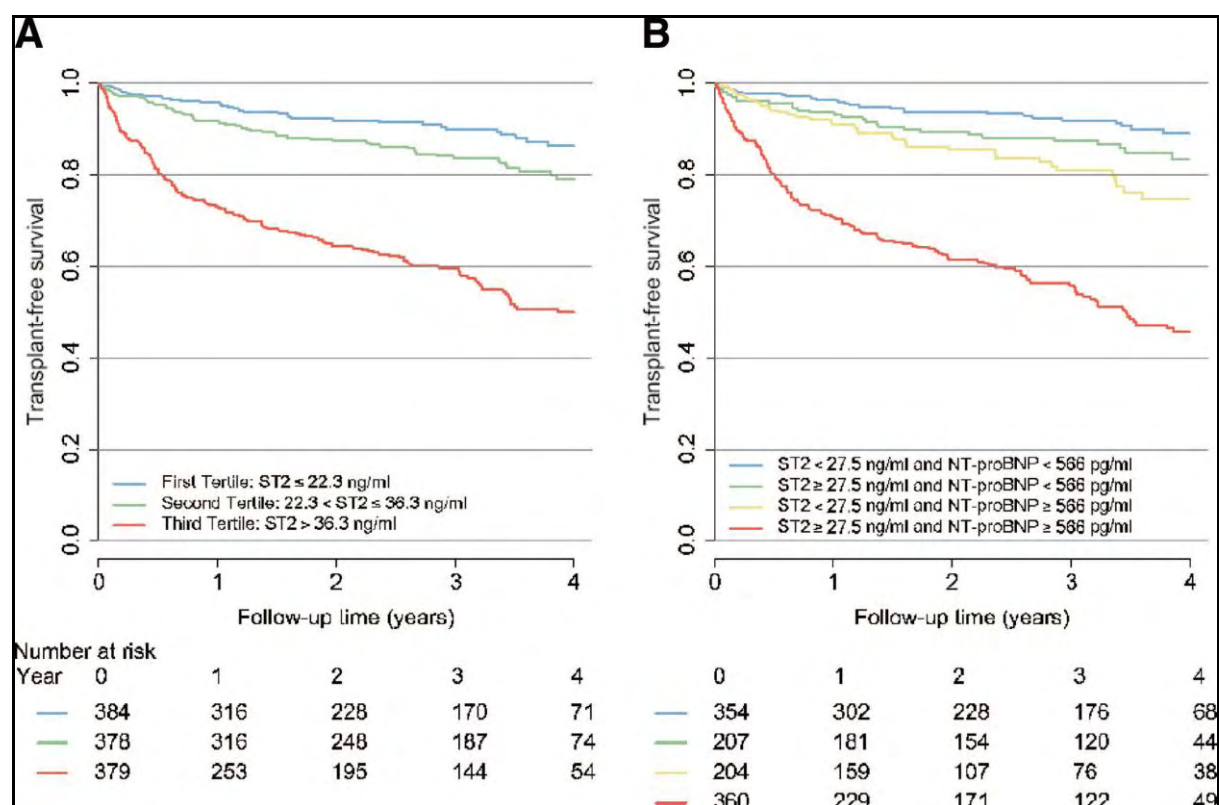 A
B
1.0
0.8
0.6
0.4
0.2
0.0
Transplant-free survival
First Tertile: ST2 ≤ 22.3 ng/ml
Second Tertile: 22.3 < ST2 ≤ 36.3 ng/ml
Third Tertile: ST2 > 36.3 ng/ml
0 1 2 3 4
Follow-up time (years)
1.0
0.8
0.6
0.4
0.2
0.0
Transplant-free survival
ST2 < 27.5 ng/ml and NT-proBNP < 566 pg/ml
ST2 ≥ 27.5 ng/ml and NT-proBNP < 566 pg/ml
ST2 < 27.5 ng/ml and NT-proBNP ≥ 566 pg/ml
ST2 ≥ 27.5 ng/ml and NT-proBNP ≥ 566 pg/ml
0 1 2 3 4
Follow-up time (years)
Number at risk
Year 0 1 2 3 4
384 316 228 170 71
378 316 248 187 74
379 253 195 144 54
0 1 2 3 4
354 302 228 176 68
207 181 154 120 44
204 159 107 76 38
360 229 171 122 49